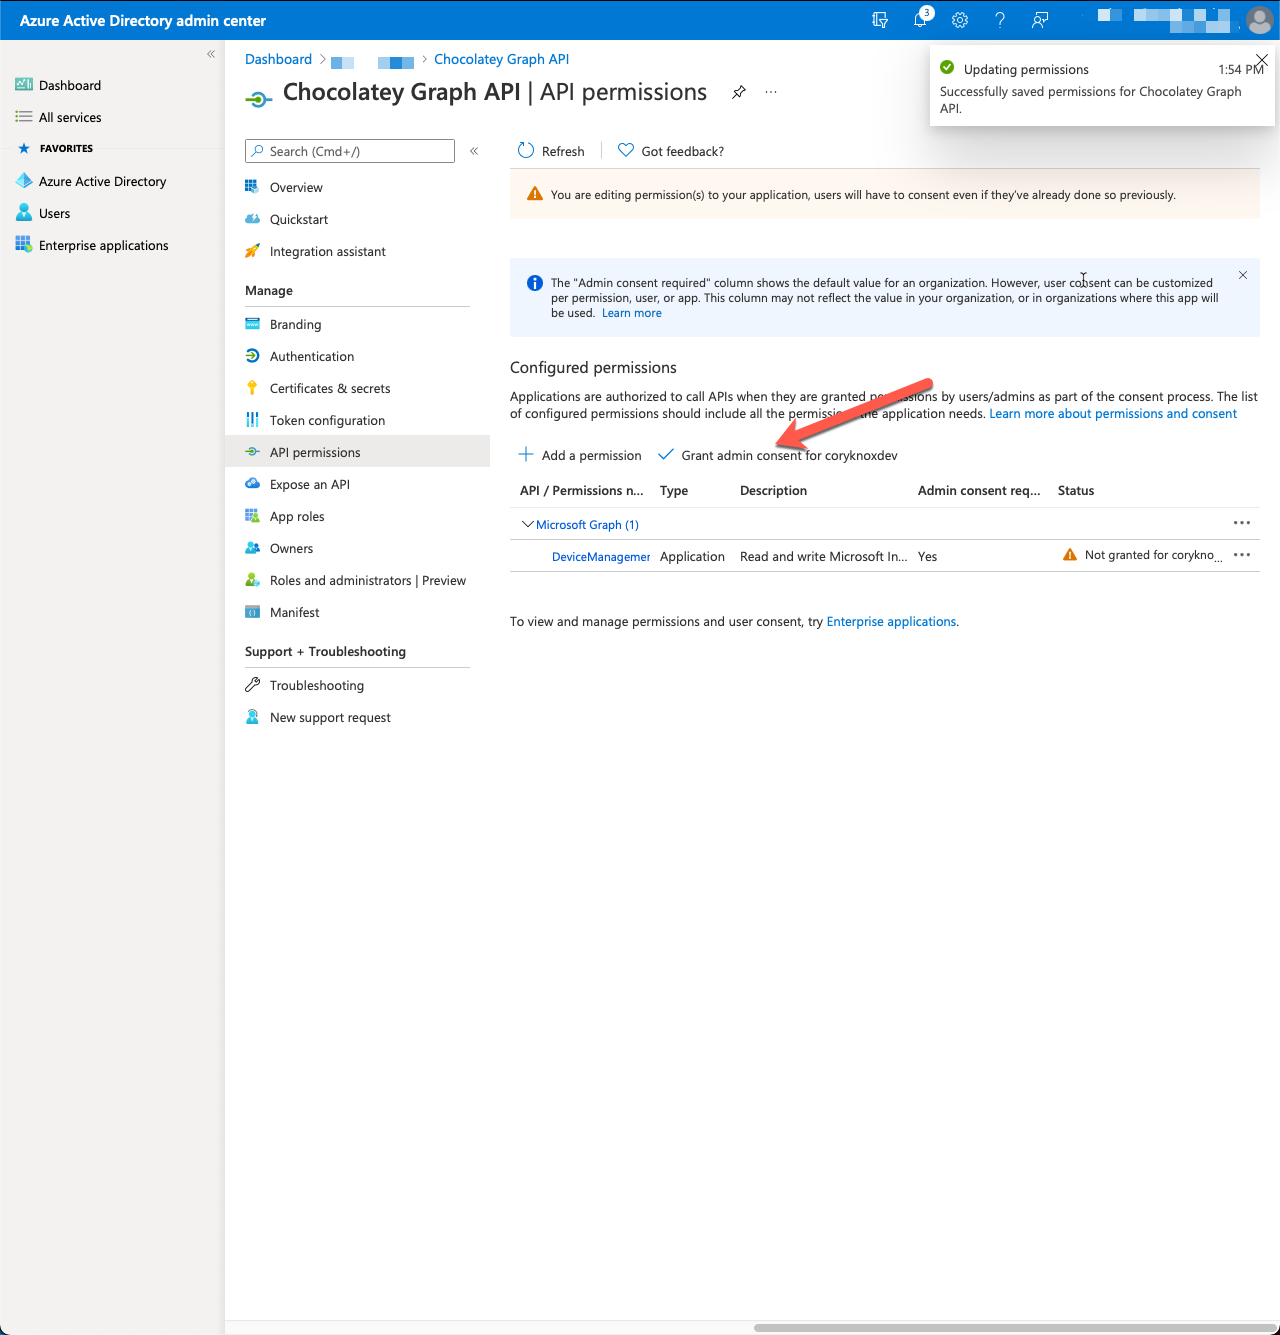 Azure Active Directory admin center
3
Dashboard
All services
FAVORITES
Azure Active Directory
Users
Enterprise applications
Dashboard
Chocolatey Graph API
Chocolatey Graph API | API permissions
Updating permissions
1:54 PM
Successfully saved permissions for Chocolatey Graph
API.
Search (Cmd+/)
Overview
Quickstart
Integration assistant
Manage
Branding
Authentication
Certificates & secrets
Token configuration
API permissions
Expose an API
App roles
Owners
Roles and administrators | Preview
Manifest
Support + Troubleshooting
Troubleshooting
New support request
Refresh
Got feedback?
You are editing permission(s) to your application, users will have to consent even if they've already done so previously.
The "Admin consent required" column shows the default value for an organization. However, user consent can be customized
per permission, user, or app. This column may not reflect the value in your organization, or in organizations where this app will
be used. Learn more
Configured permissions
Applications are authorized to call APIs when they are granted permissions by users/admins as part of the consent process. The list
of configured permissions should include all the permissions the application needs. Learn more about permissions and consent
Add a permission
Grant admin consent for coryknoxdev
API / Permissions n... Type Description Admin consent req... Status
Microsoft Graph (1)
DeviceManagemer Application Read and write Microsoft In... Yes Not granted for corykno...
To view and manage permissions and user consent, try Enterprise applications.